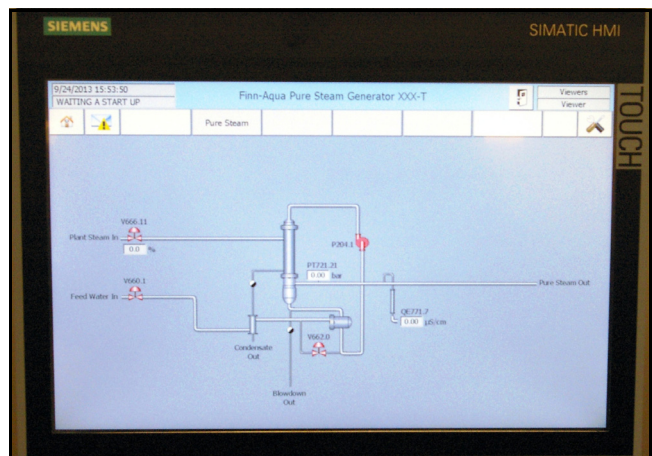 SIEMENS
SIMATIC HMI
TOUCH
9/24/2013 15:53:50
WAITING A START UP
Finn-Aqua Pure Steam Generator XXX-T
Viewers
Viewer
Pure Steam
V666.11
Plant Steam In
0.0 %
P204.1
PT721.21
0.00 bar
Pure Steam Out
V660.1
Feed Water In
QE771.7
0.00 µS/cm
V662.0
Condensate
Out
Blowdown
Out